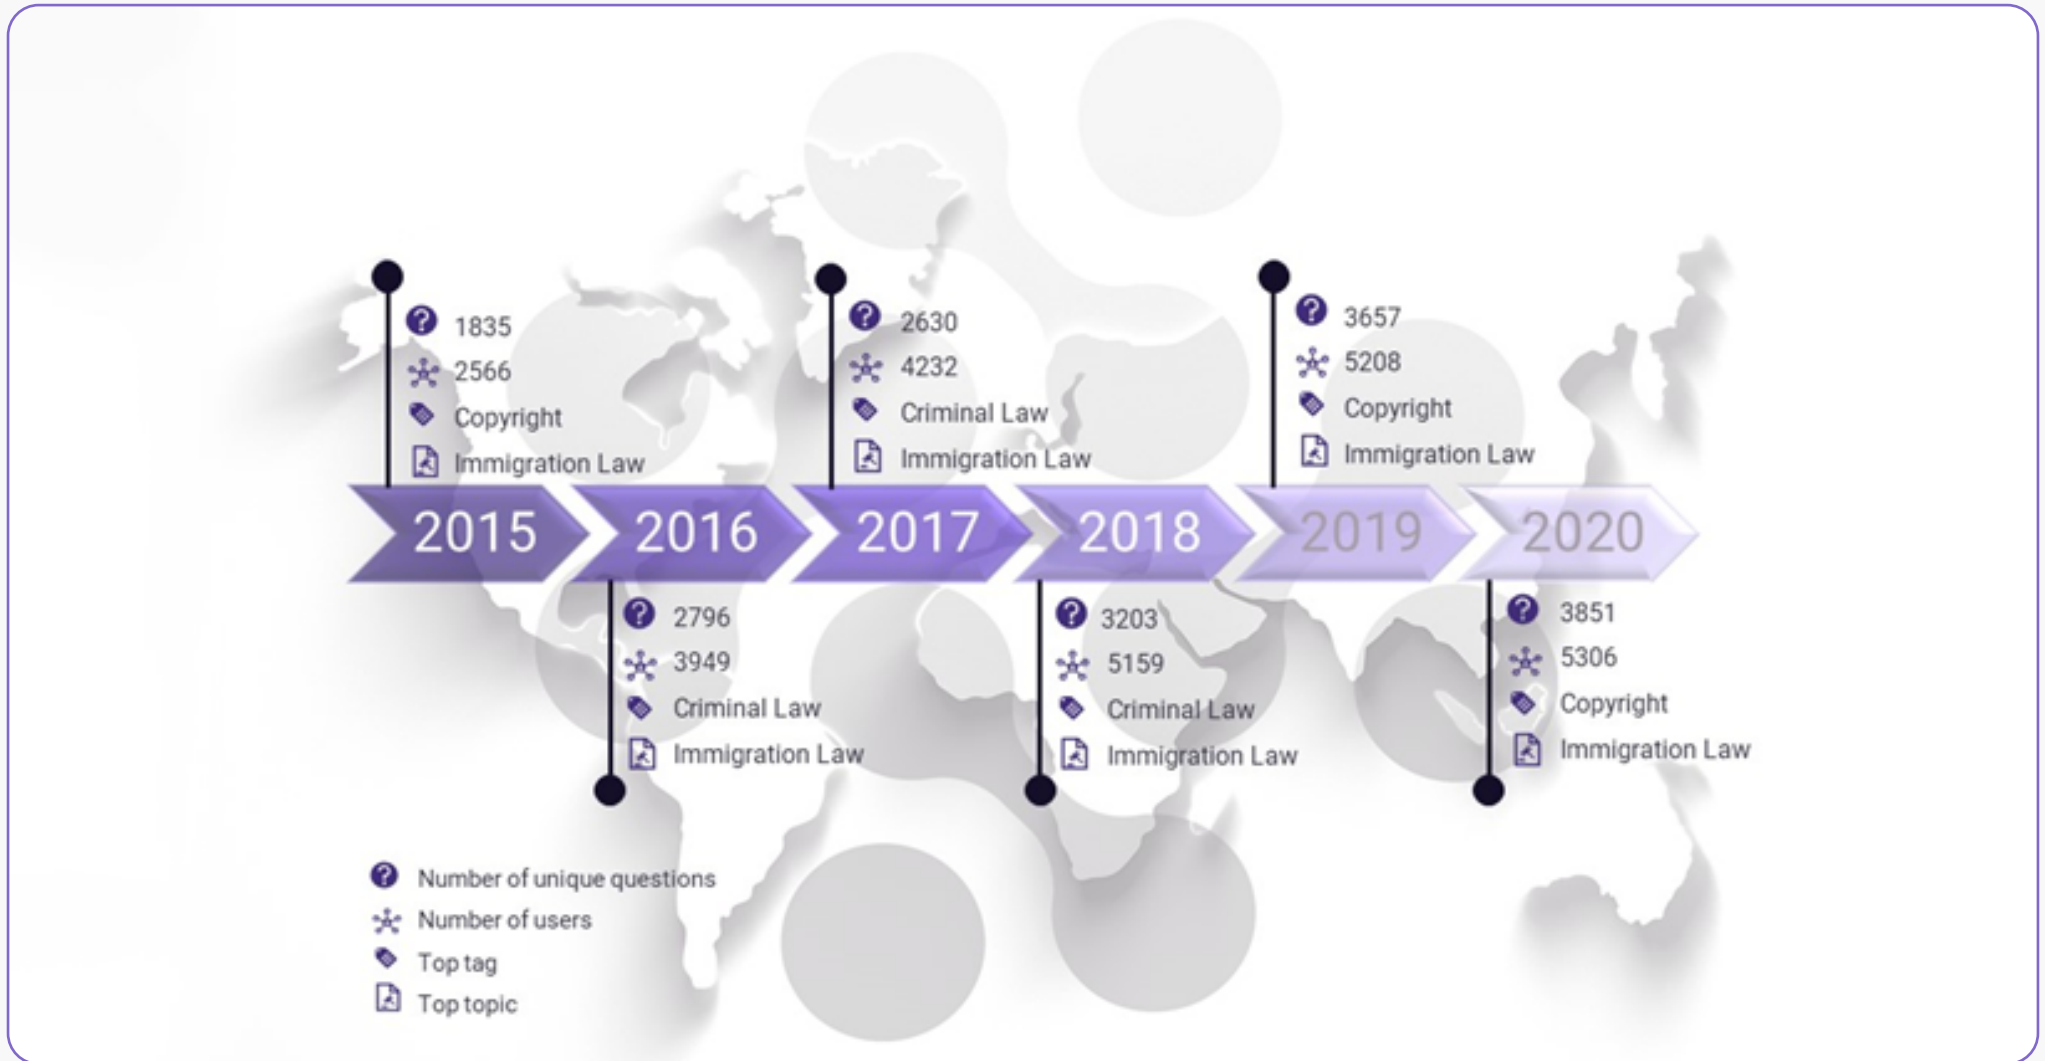 1835
2566
Copyright
Immigration Law
2630
4232
Criminal Law
Immigration Law
3657
5208
Copyright
Immigration Law
2015
2016
2017
2018
2019
2020
2796
3949
Criminal Law
Immigration Law
3203
5159
Criminal Law
Immigration Law
3851
5306
Copyright
Immigration Law
Number of unique questions
Number of users
Top tag
Top topic